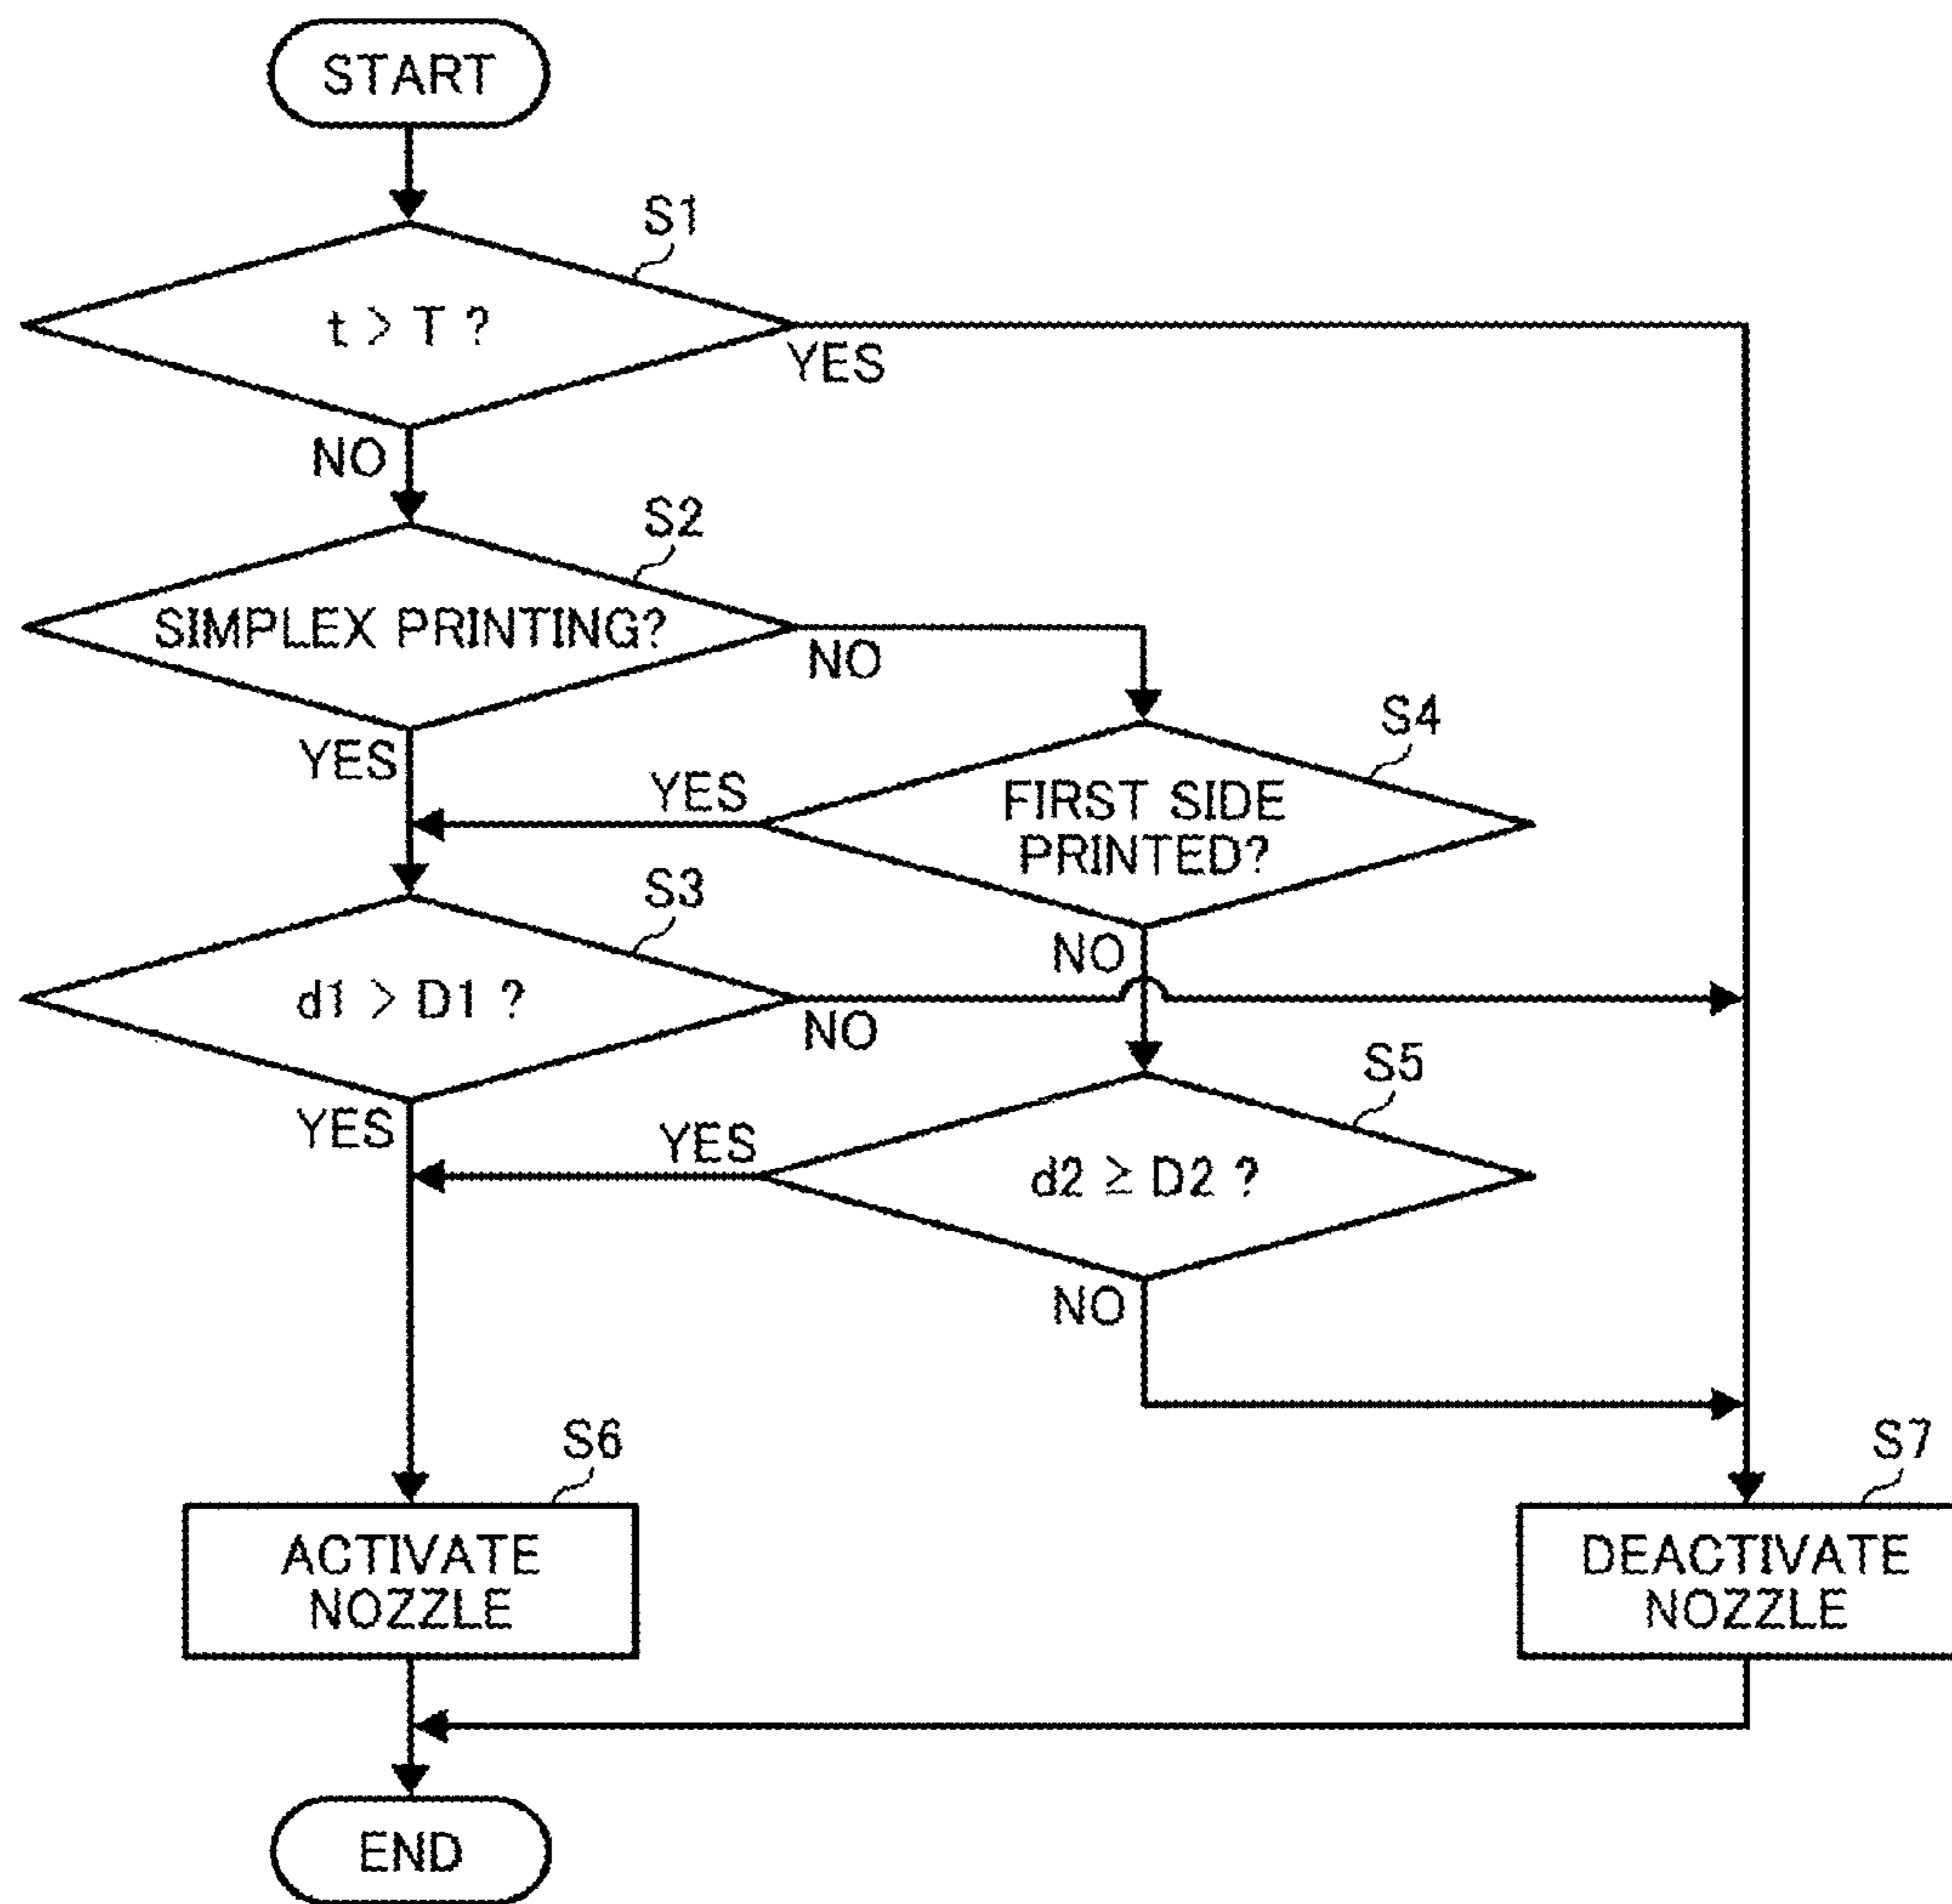 START
S1
t > T ?
YES
NO
S2
SIMPLEX PRINTING?
NO
YES
S4
YES
FIRST SIDE
PRINTED?
S3
NO
d1 > D1 ?
NO
S5
YES
YES
d2 ≥ D2 ?
NO
S6
S7
ACTIVATE
NOZZLE
DEACTIVATE
NOZZLE
END